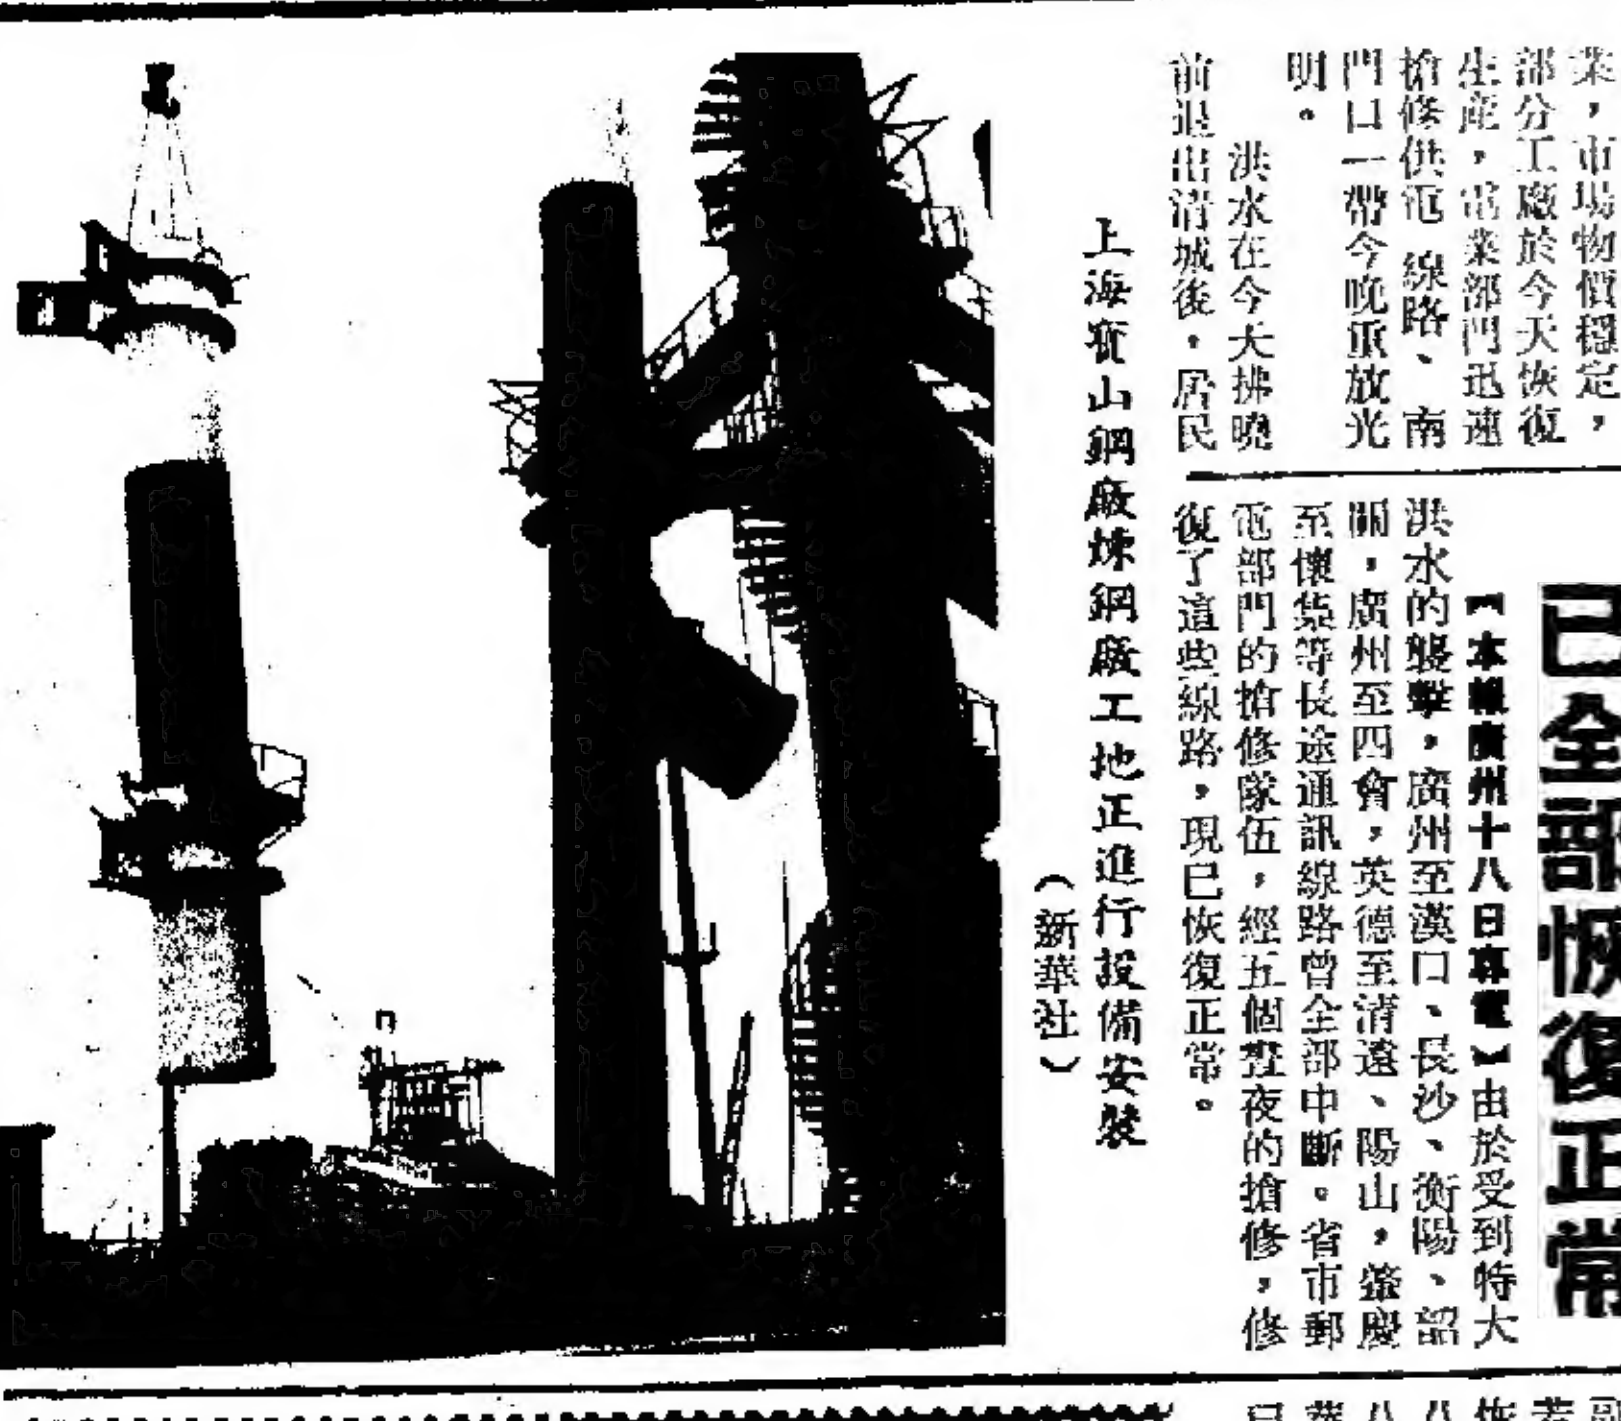 業，市場物價穩定，
部分工廠於今天恢復
生産，電業部門迅速
搶修供電線路、南
門口一帶今晚重放光
明。
洪水在今天拂曉
前退出清城後，居民
已全部恢復正常
【本報廣州十八日專電】由於受到特大
洪水的襲擊，廣州至漢口、長沙、衡陽、韶
關，廣州至四會，英德至清遠、陽山，肇慶
至懷集等長途通訊線路曾全部中斷。省市郵
電部門的搶修隊伍，經五個晝夜的搶修，修
復了這些線路，現已恢復正常。
上海寶山鋼廠煉鋼廠工地正進行設備安裝
（新華社）